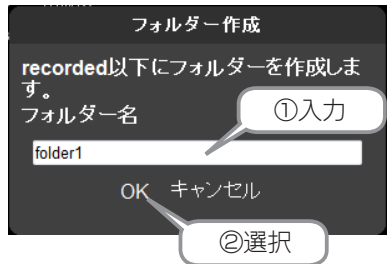 フォルダー作成
recorded以下にフォルダーを作成しま
す。
フォルダー名
①入力
folder1
OK キャンセル
②選択